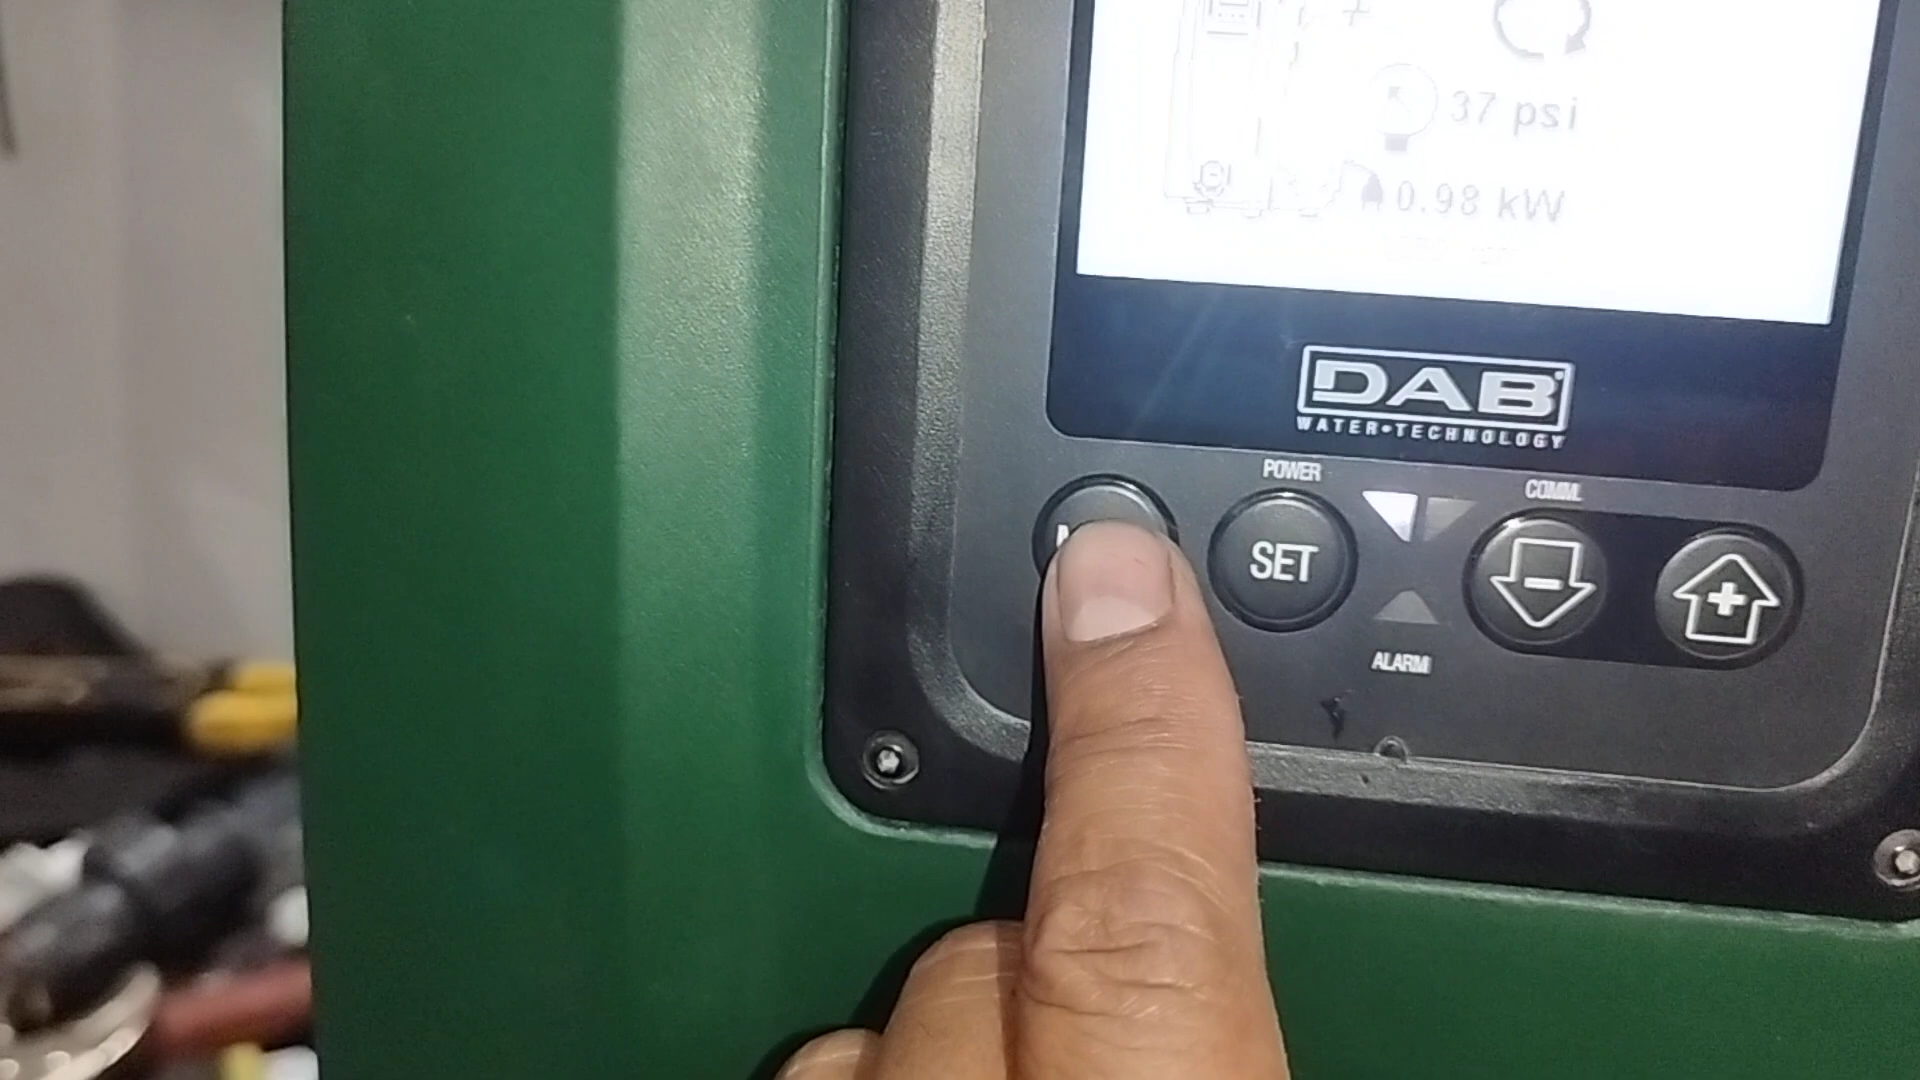 37 psi
0.98 kW
DAB
WATER•TECHNOLOGY
POWER
COMM.
SET
ALARM